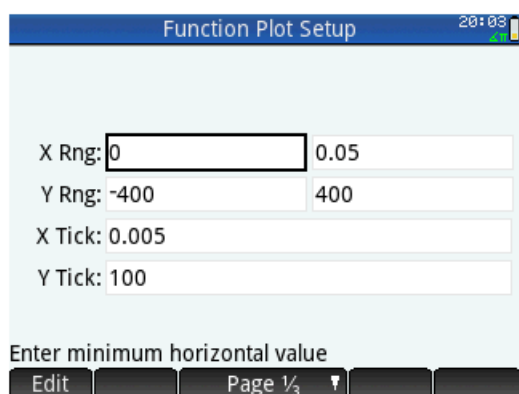 Function Plot Setup 20:03
∡π
X Rng: 0 0.05
Y Rng: -400 400
X Tick: 0.005
Y Tick: 100
Enter minimum horizontal value
Edit Page ⅓ ▼